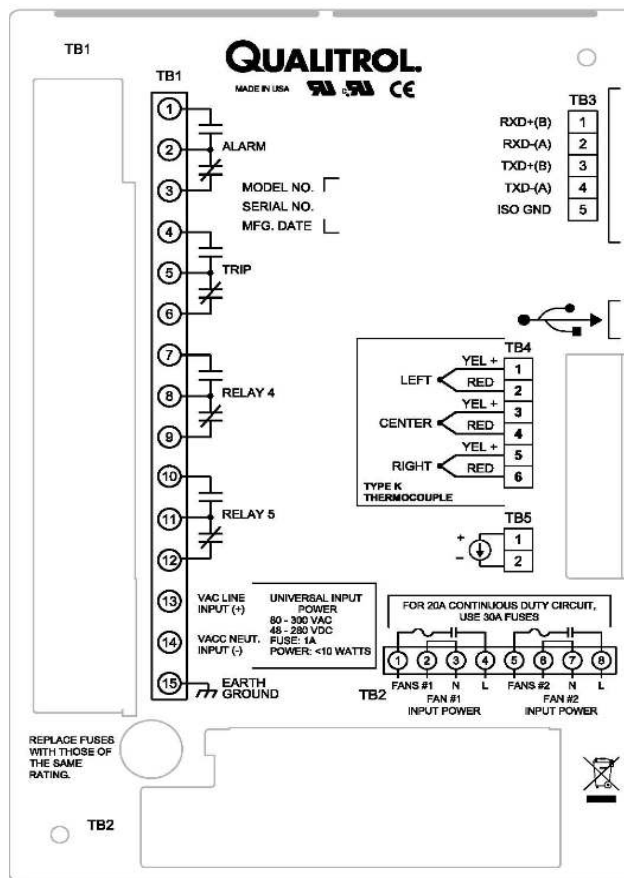 TB1
QUALITROL.
MADE IN USA
CE
TB1
1
2
3
ALARM
4
5
6
TRIP
7
8
9
RELAY 4
10
11
12
RELAY 5
13
VAC LINE
INPUT (+)
14
VACC NEUT.
INPUT (-)
15
EARTH
GROUND
MODEL NO.
SERIAL NO.
MFG. DATE
TB3
RXD+(B) 1
RXD-(A) 2
TXD+(B) 3
TXD-(A) 4
ISO GND 5
TB4
LEFT
YEL + 1
RED 2
CENTER
YEL + 3
RED 4
RIGHT
YEL + 5
RED 6
TYPE K
THERMOCOUPLE
TB5
+ 1
- 2
UNIVERSAL INPUT
POWER
80 - 300 VAC
48 - 280 VDC
FUSE: 1A
POWER: <10 WATTS
FOR 20A CONTINUOUS DUTY CIRCUIT,
USE 30A FUSES
1 2 3 4 5 6 7 8
FANS #1 N L FANS #2 N L
TB2
FAN #1
INPUT POWER
FAN #2
INPUT POWER
REPLACE FUSES
WITH THOSE OF
THE SAME
RATING.
TB2